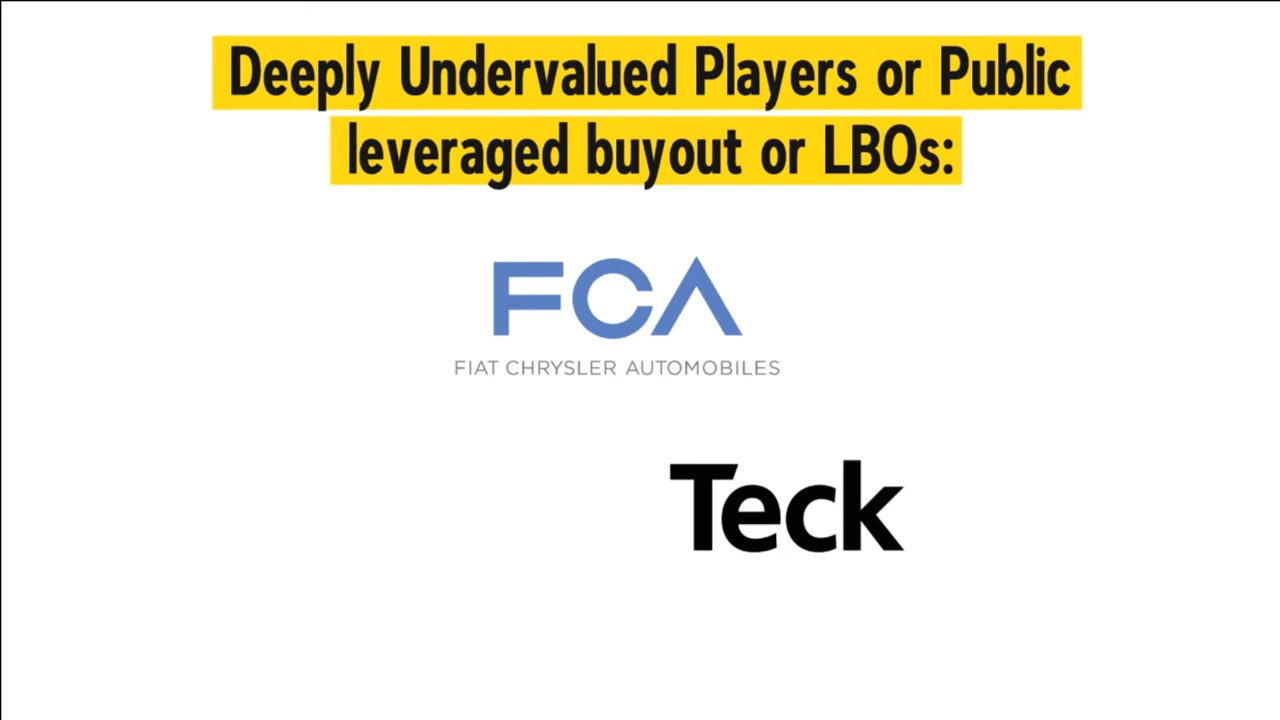 Deeply Undervalued Players or Public
leveraged buyout or LBOs:
FCA
FIAT CHRYSLER AUTOMOBILES
Teck